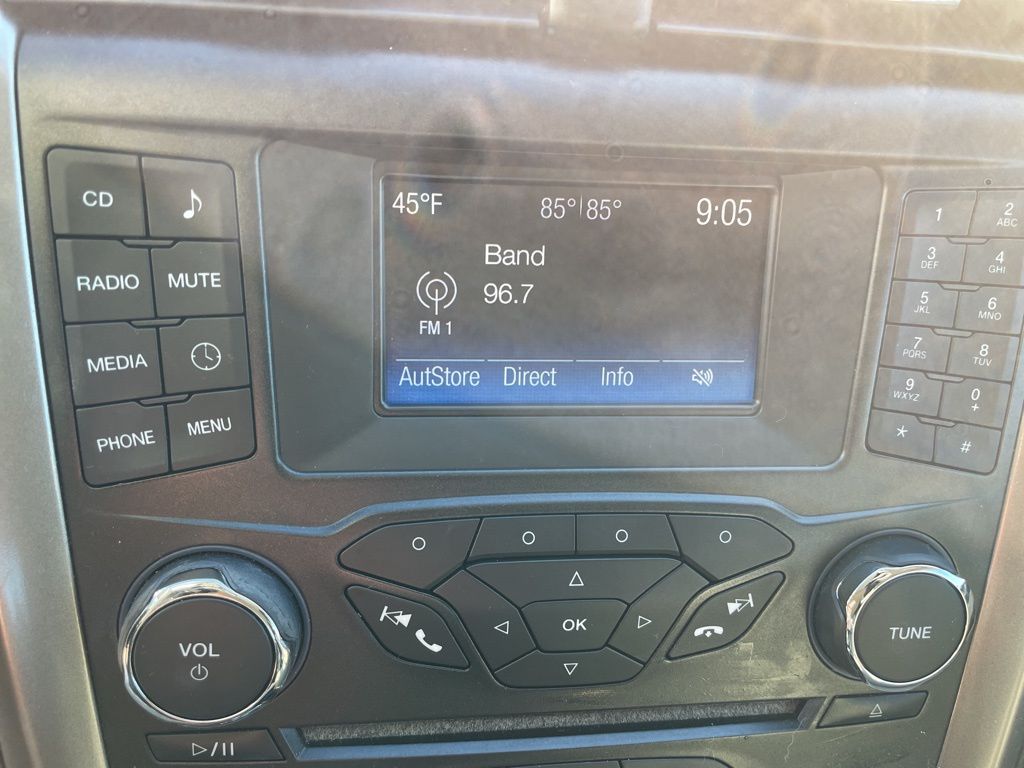 CD
RADIO
MUTE
MEDIA
PHONE
MENU
45°F
85° 85°
9:05
Band
96.7
FM 1
AutStore Direct Info
1
2
ABC
3
DEF
4
GHI
5
JKL
6
MNO
7
PQRS
8
TUV
9
WXYZ
0
+
*
#
OK
VOL
TUNE